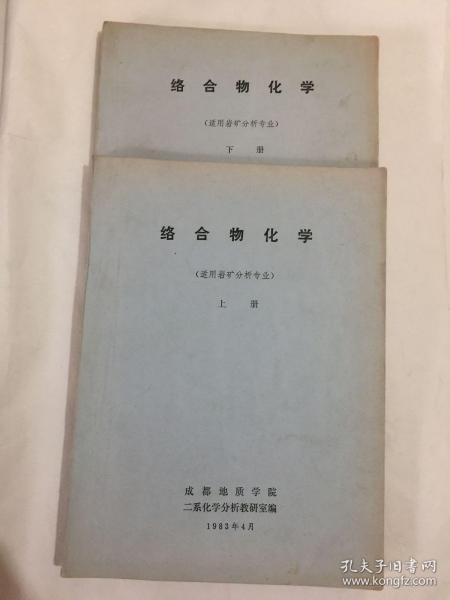 络合物化学
（适用岩矿分析专业）
下 册
络合物化学
（适用岩矿分析专业）
上 册
成都地质学院
二系化学分析教研室编
1983年4月
孔夫子旧书网
www.kongfz.com